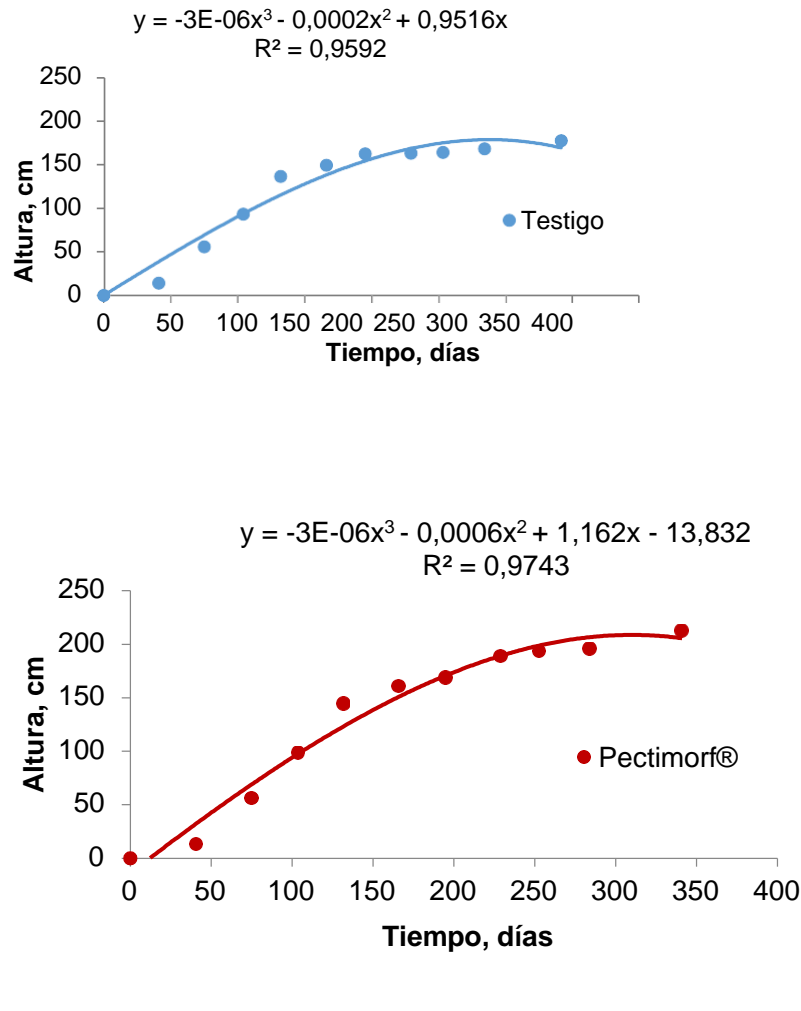 y = -3E-06x³ - 0,0002x² + 0,9516x
R² = 0,9592
250
200
150
100
50
0
Altura, cm
Testigo
0 50 100 150 200 250 300 350 400
Tiempo, días
y = -3E-06x³ - 0,0006x² + 1,162x - 13,832
R² = 0,9743
250
200
150
100
50
0
Altura, cm
Pectimorf®
0 50 100 150 200 250 300 350 400
Tiempo, días